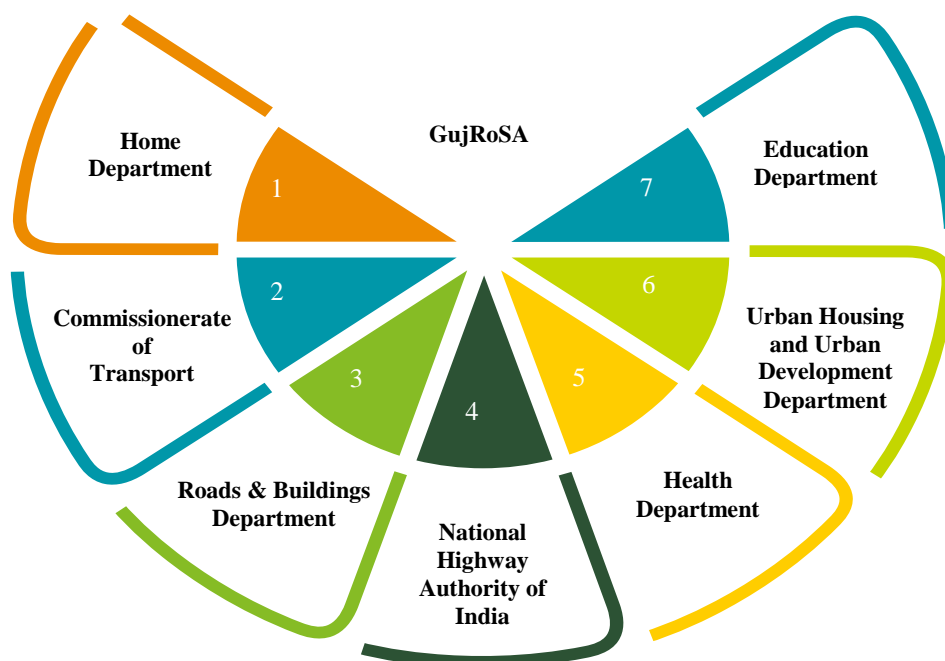 GujRoSA
Home
Department
1
Commissionerate
of
Transport
2
Roads & Buildings
Department
3
National
Highway
Authority of
India
4
Health
Department
5
Urban Housing
and Urban
Development
Department
6
Education
Department
7